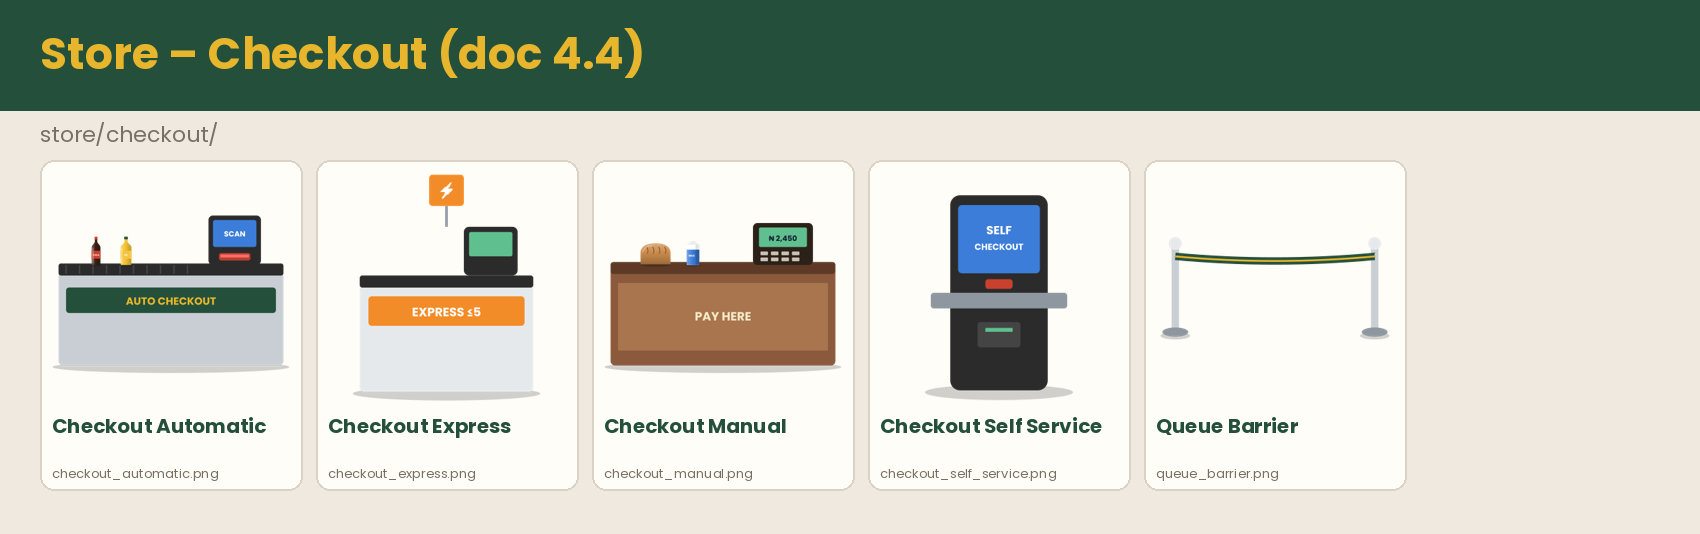 Store – Checkout (doc 4.4)
store/checkout/
SCAN
AUTO CHECKOUT
EXPRESS ≤5
₦2,450
PAY HERE
SELF
CHECKOUT
Checkout Automatic
Checkout Express
Checkout Manual
Checkout Self Service
Queue Barrier
checkout_automatic.png
checkout_express.png
checkout_manual.png
checkout_self_service.png
queue_barrier.png